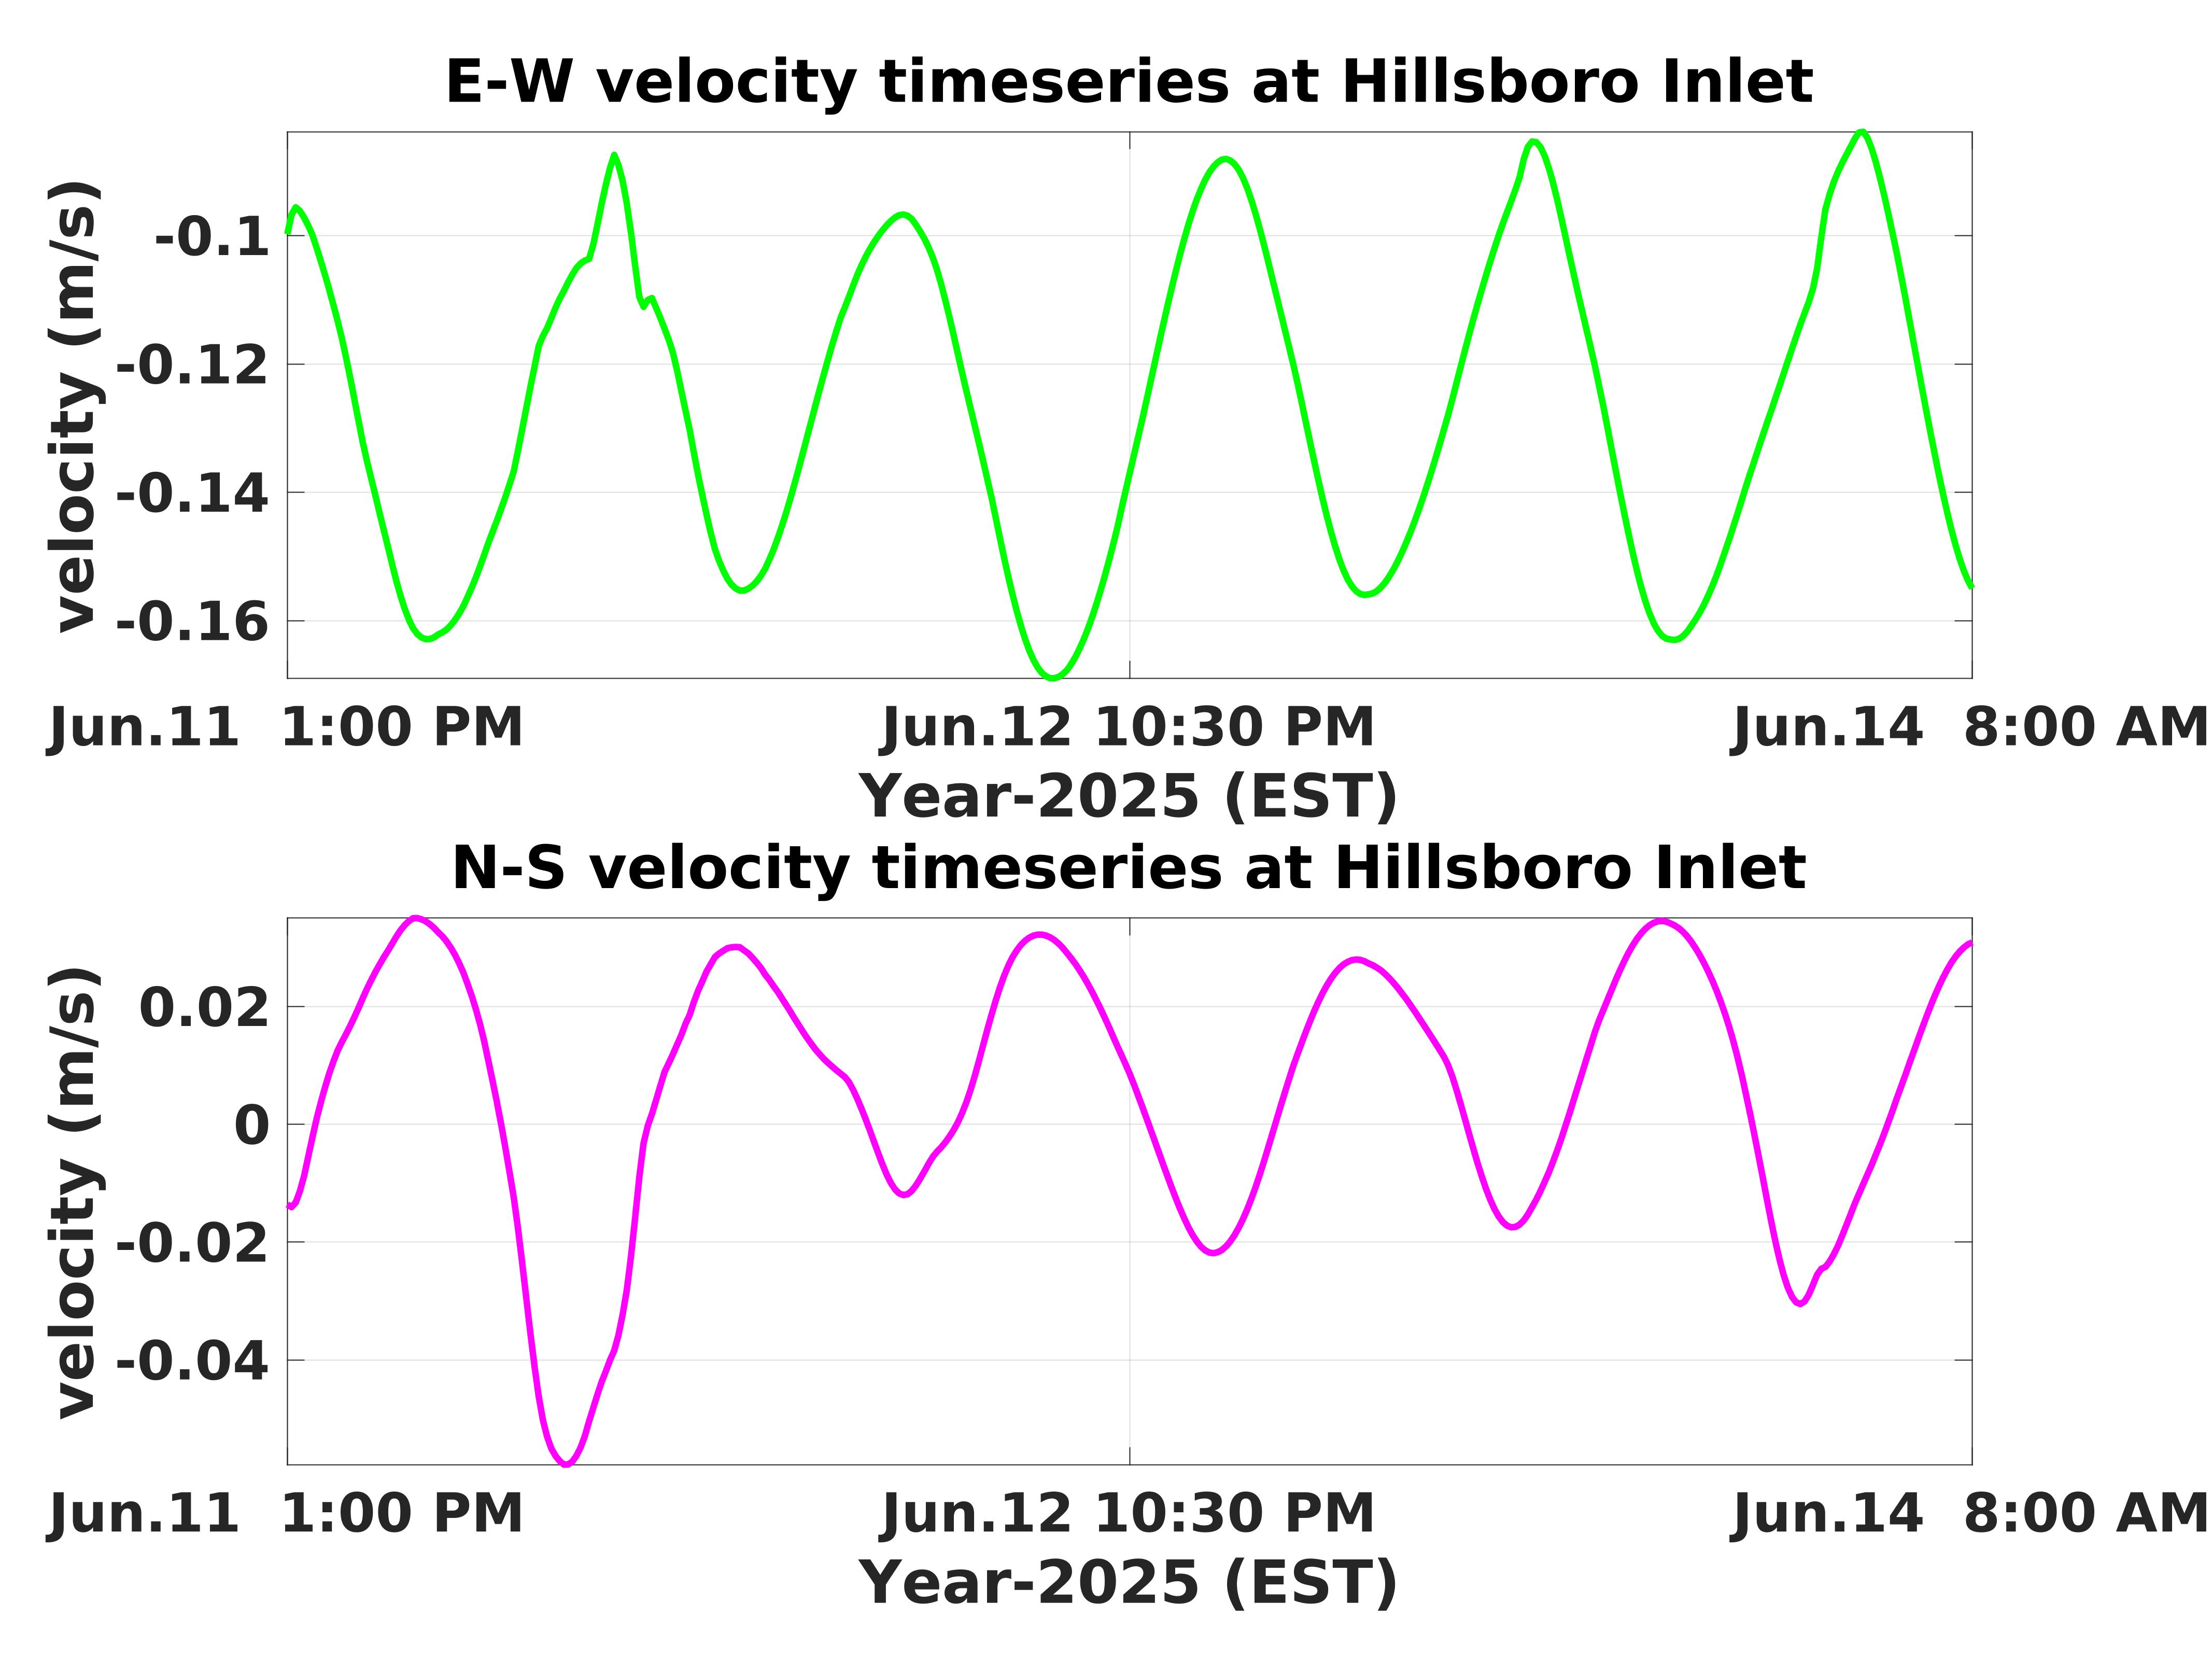 E-W velocity timeseries at Hillsboro Inlet
velocity (m/s)
-0.1
-0.12
-0.14
-0.16
Jun.11  1:00 PM
Jun.12 10:30 PM
Jun.14  8:00 AM
Year-2025 (EST)
N-S velocity timeseries at Hillsboro Inlet
velocity (m/s)
0.02
0
-0.02
-0.04
Jun.11  1:00 PM
Jun.12 10:30 PM
Jun.14  8:00 AM
Year-2025 (EST)